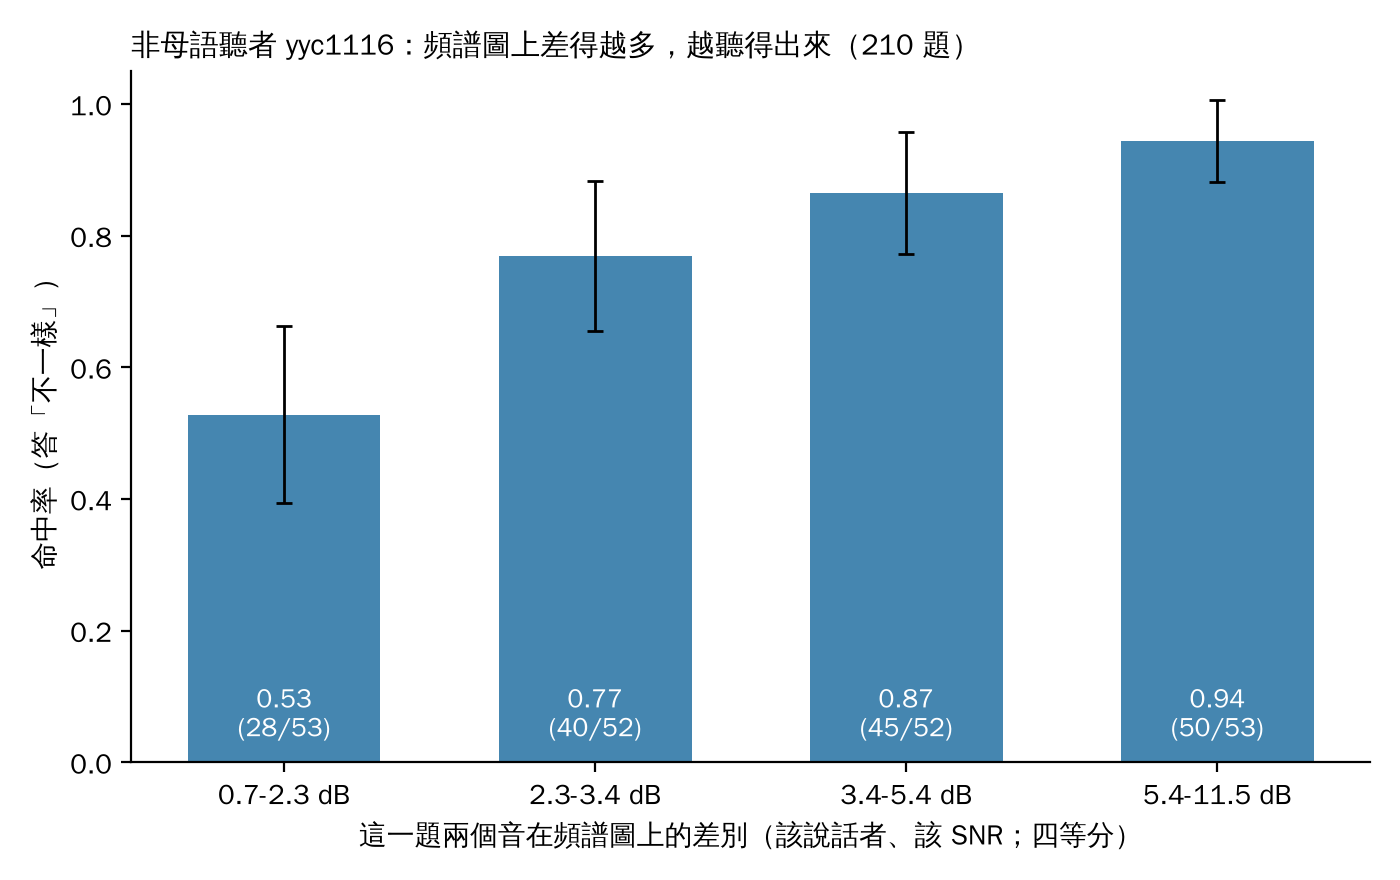 非母語聽者 yyc1116：頻譜圖上差得越多，越聽得出來（210 題）
命中率（答「不一樣」）
1.0
0.8
0.6
0.4
0.2
0.0
0.53
(28/53)
0.77
(40/52)
0.87
(45/52)
0.94
(50/53)
0.7-2.3 dB
2.3-3.4 dB
3.4-5.4 dB
5.4-11.5 dB
這一題兩個音在頻譜圖上的差別（該說話者、該 SNR；四等分）